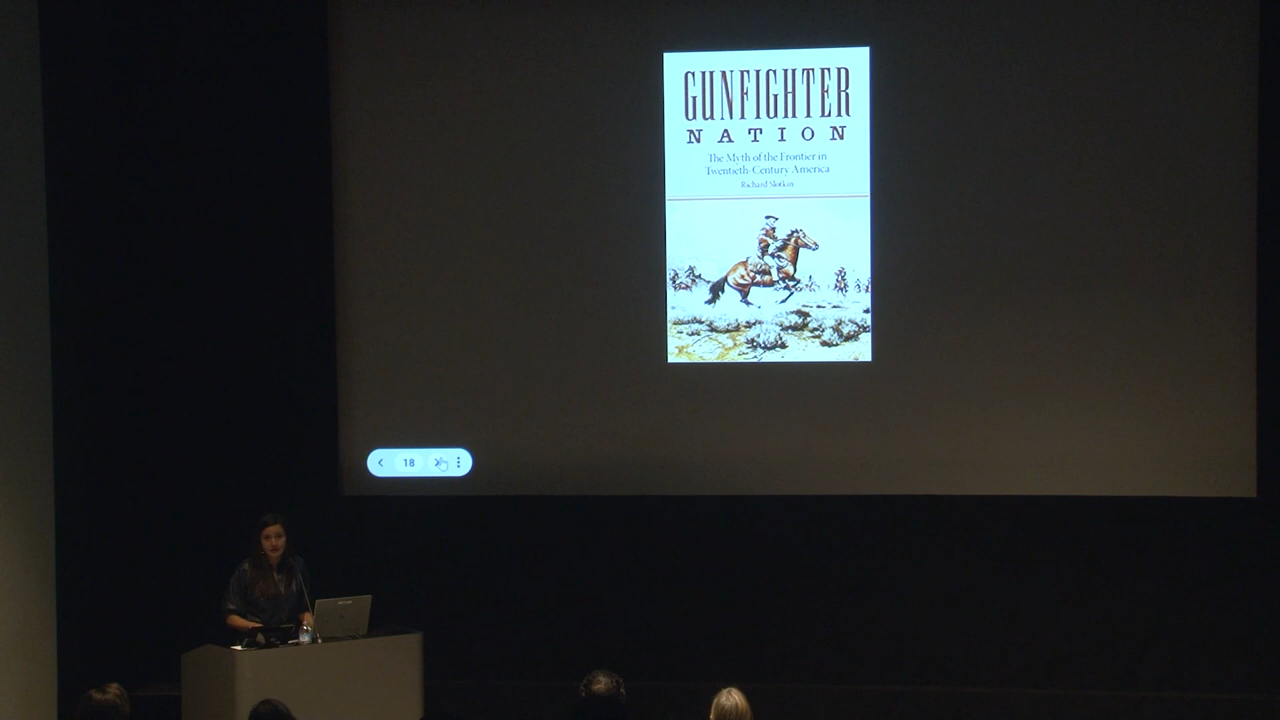 GUNFIGHTER
NATION
The Myth of the Frontier in
Twentieth-Century America
Richard Slotkin
18